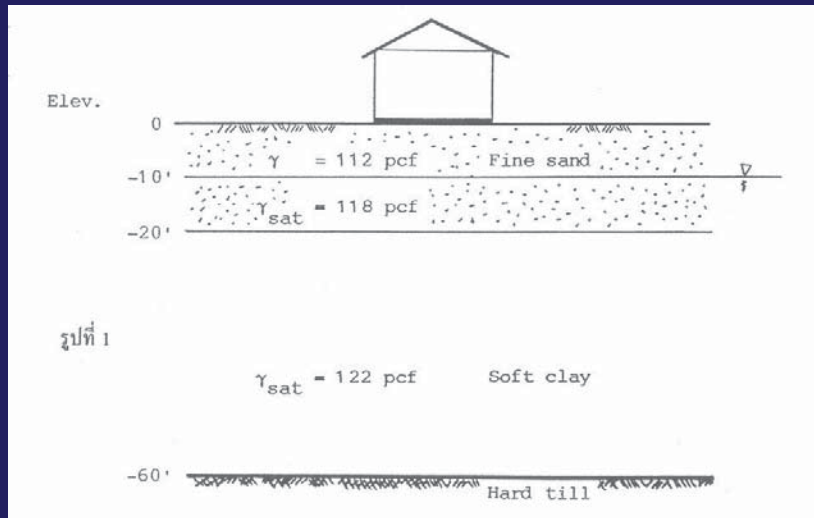 Elev.
0
γ = 112 pcf Fine sand
-10'
γsat = 118 pcf
-20'
รูปที่ 1
γsat = 122 pcf Soft clay
-60'
Hard till